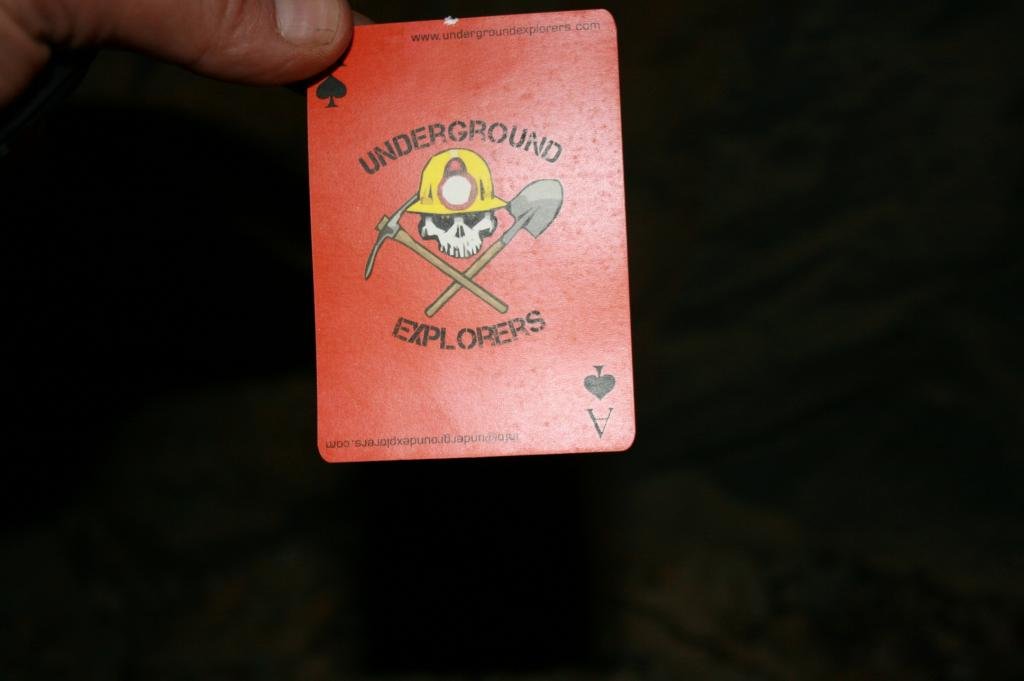 www.undergroundexplorers.com
UNDERGROUND
EXPLORERS
A
info@undergroundexplorers.com